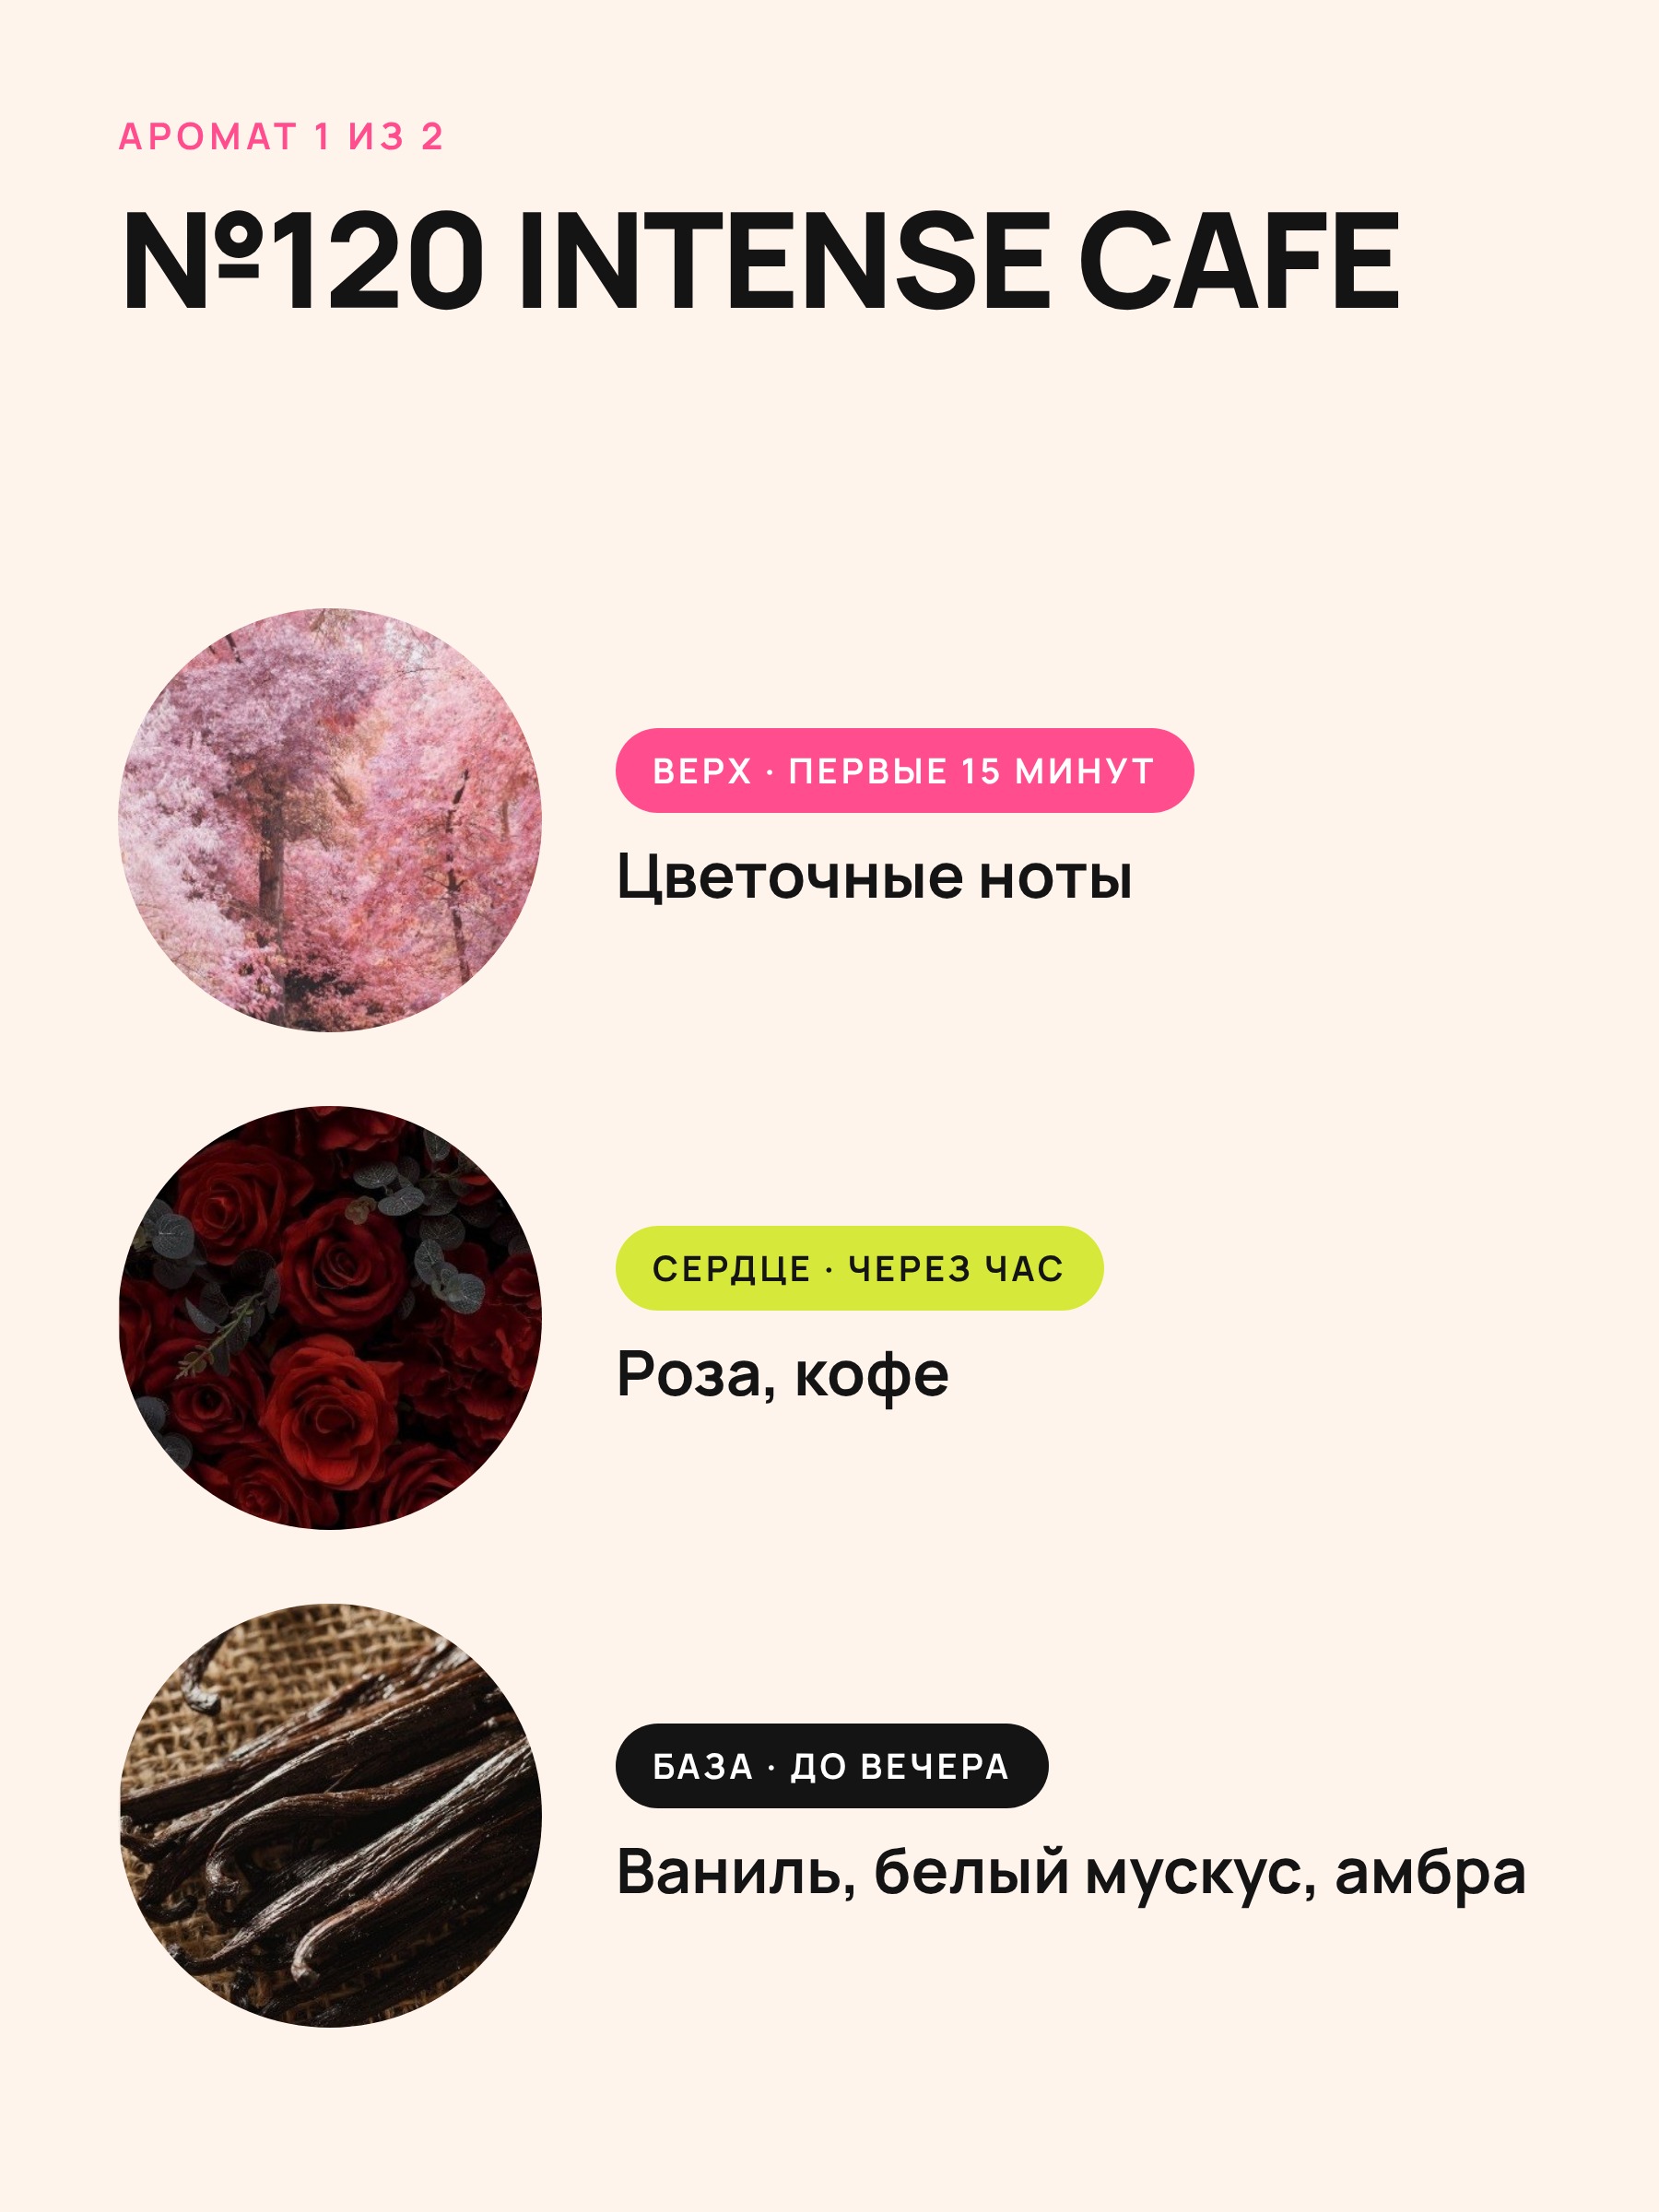 АРОМАТ 1 ИЗ 2
№120 INTENSE CAFE
ВЕРХ · ПЕРВЫЕ 15 МИНУТ
Цветочные ноты
СЕРДЦЕ · ЧЕРЕЗ ЧАС
Роза, кофе
БАЗА · ДО ВЕЧЕРА
Ваниль, белый мускус, амбра